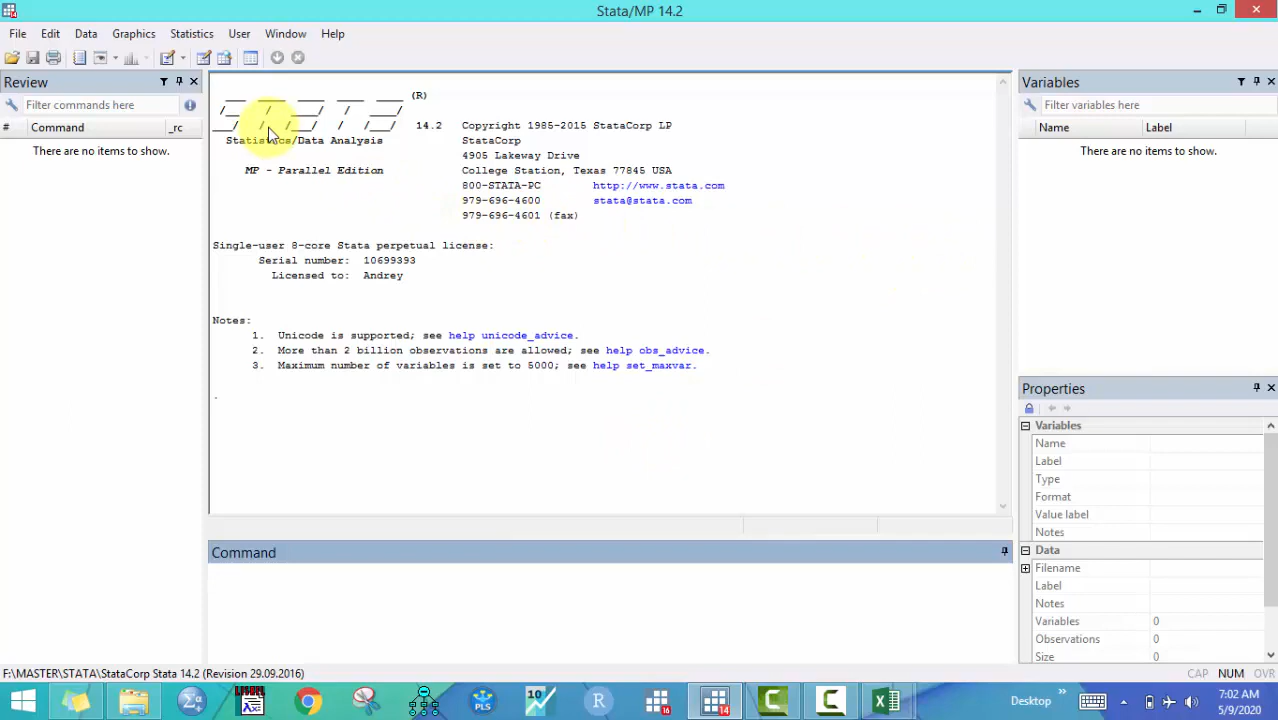 Stata/MP 14.2
File Edit Data Graphics Statistics User Window Help
Review
Filter commands here
# Command _rc
There are no items to show.
(R)
14.2 Copyright 1985-2015 StataCorp LP
Statistics/Data Analysis StataCorp
4905 Lakeway Drive
MP - Parallel Edition College Station, Texas 77845 USA
800-STATA-PC http://www.stata.com
979-696-4600 stata@stata.com
979-696-4601 (fax)
Single-user 8-core Stata perpetual license:
Serial number: 10699393
Licensed to: Andrey
Notes:
1. Unicode is supported; see help unicode_advice.
2. More than 2 billion observations are allowed; see help obs_advice.
3. Maximum number of variables is set to 5000; see help set_maxvar.
.
Command
Variables
Filter variables here
Name Label
There are no items to show.
Properties
Variables
Name
Label
Type
Format
Value label
Notes
Data
Filename
Label
Notes
Variables 0
Observations 0
Size 0
F:\MASTER\STATA\StataCorp Stata 14.2 (Revision 29.09.2016)
CAP NUM OVR
LISREL
PLS
10
R
16
14
Desktop
7:02 AM
5/9/2020